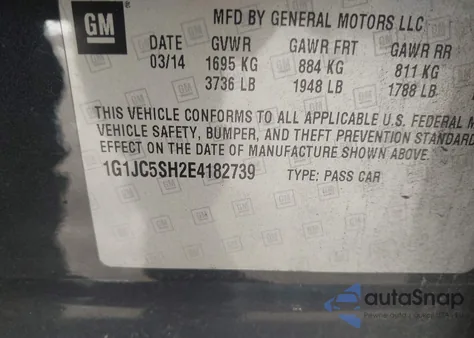 GM
MFD BY GENERAL MOTORS LLC
DATE GVWR GAWR FRT GAWR RR
03/14 1695 KG 884 KG 811 KG
3736 LB 1948 LB 1788 LB
THIS VEHICLE CONFORMS TO ALL APPLICABLE U.S. FEDERAL M
VEHICLE SAFETY, BUMPER, AND THEFT PREVENTION STANDARD
EFFECT ON THE DATE OF MANUFACTURE SHOWN ABOVE.
1G1JC5SH2E4182739 TYPE: PASS CAR
autoSnap